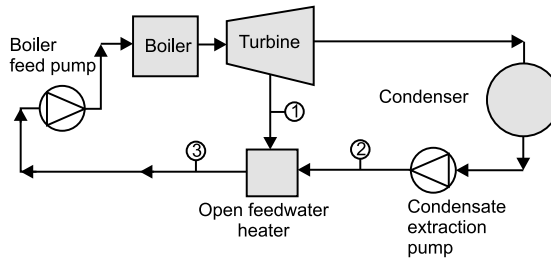 Boiler
feed pump
Boiler
Turbine
Condenser
1
3
2
Open feedwater
heater
Condensate
extraction
pump